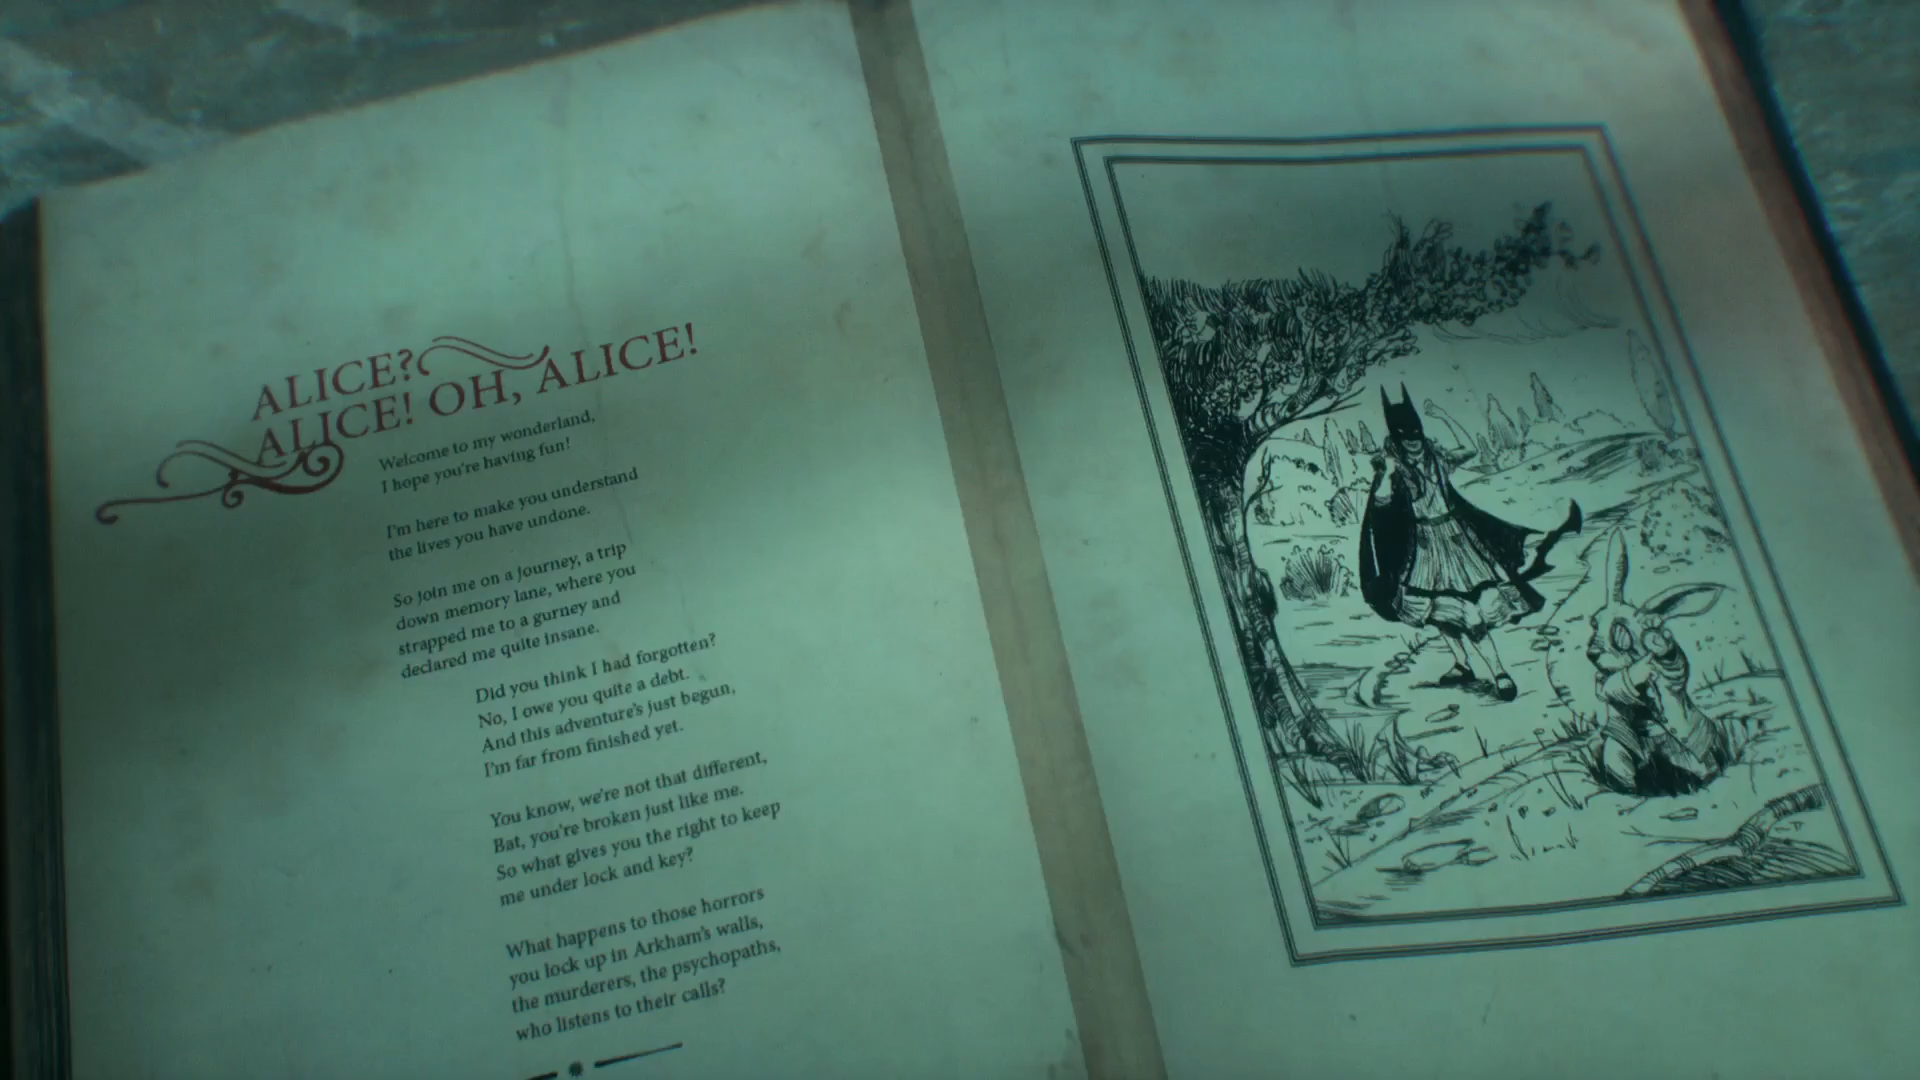 ALICE?
ALICE! OH, ALICE!
Welcome to my wonderland,
I hope you're having fun!
I'm here to make you understand
the lives you have undone.
So join me on a journey, a trip
down memory lane, where you
strapped me to a gurney and
declared me quite insane.
Did you think I had forgotten?
No, I owe you quite a debt.
And this adventure's just begun,
I'm far from finished yet.
You know, we're not that different,
Bat, you're broken just like me.
So what gives you the right to keep
me under lock and key?
What happens to those horrors
you lock up in Arkham's walls,
the murderers, the psychopaths,
who listens to their calls?